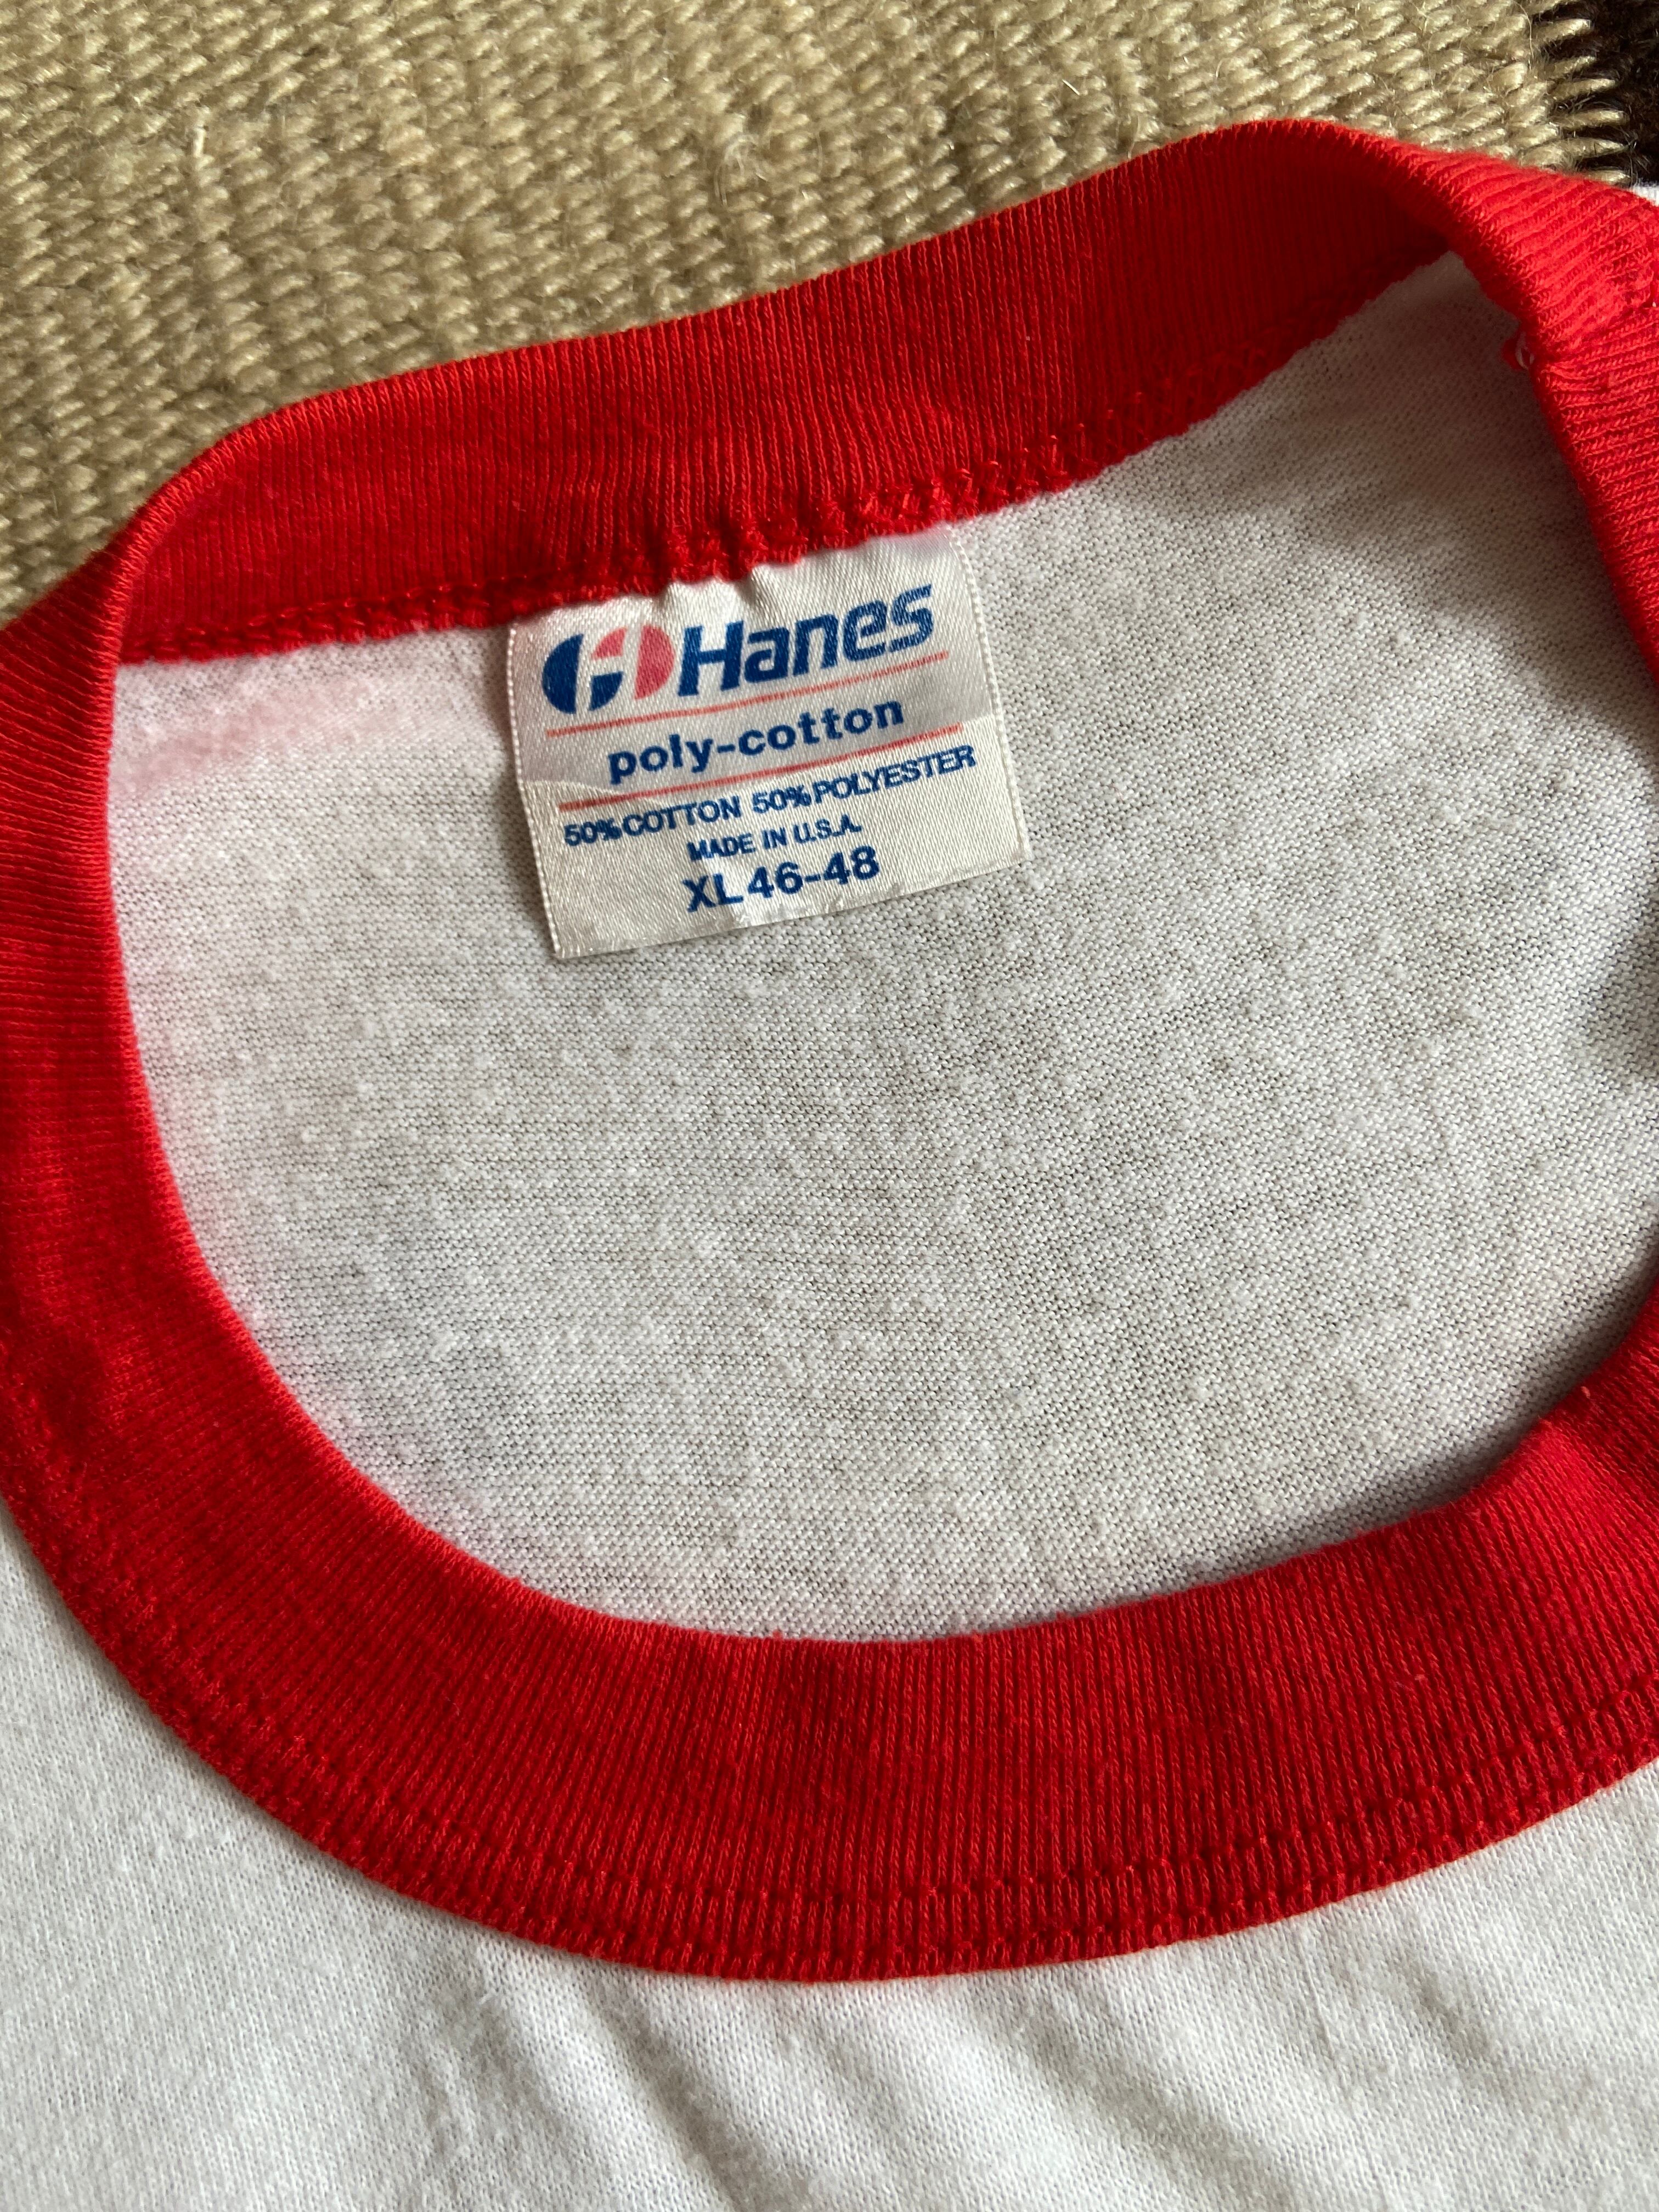 Hanes
poly-cotton
50% COTTON 50% POLYESTER
MADE IN U.S.A.
XL 46-48